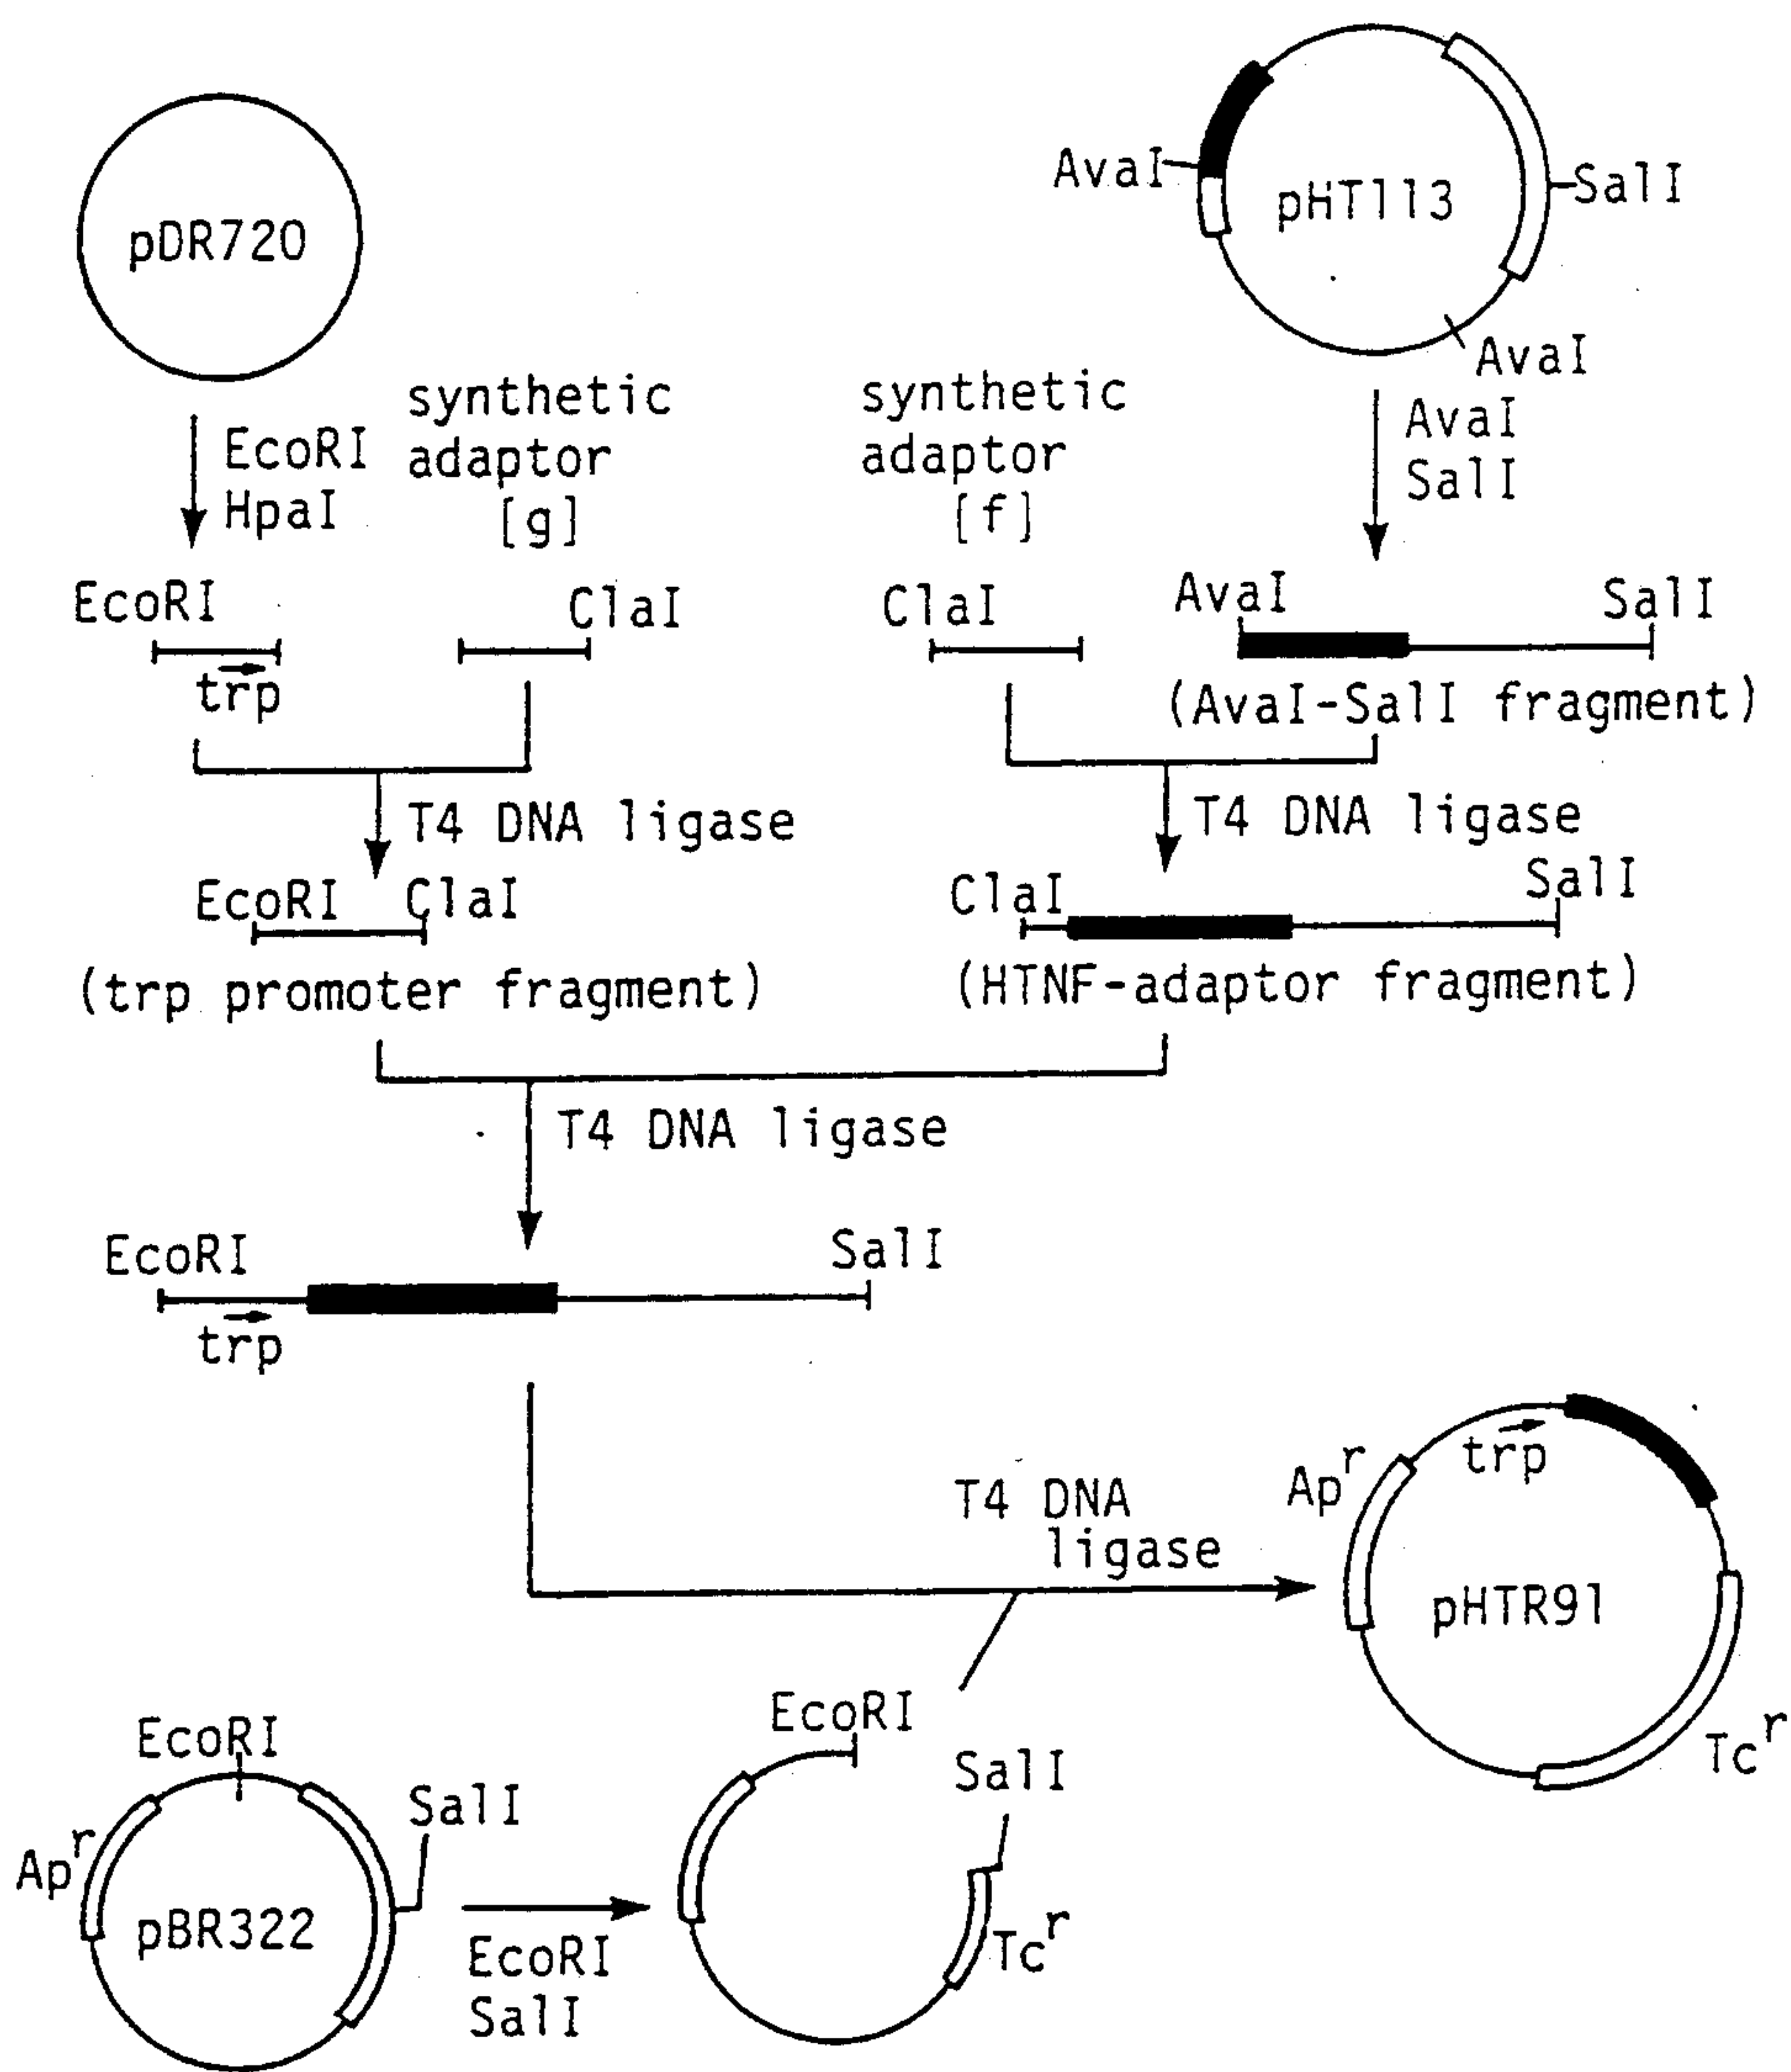 pDR720
AvaI
pHT113
SalI
AvaI
EcoRI
HpaI
synthetic
adaptor
[g]
synthetic
adaptor
[f]
AvaI
SalI
EcoRI
trp
ClaI
ClaI
AvaI
SalI
(AvaI-SalI fragment)
T4 DNA ligase
T4 DNA ligase
EcoRI
ClaI
(trp promoter fragment)
ClaI
SalI
(HTNF-adaptor fragment)
T4 DNA ligase
EcoRI
SalI
trp
T4 DNA
ligase
Apʳ
trp
pHTR91
Tcʳ
EcoRI
SalI
Apʳ
pBR322
EcoRI
SalI
EcoRI
SalI
Tcʳ